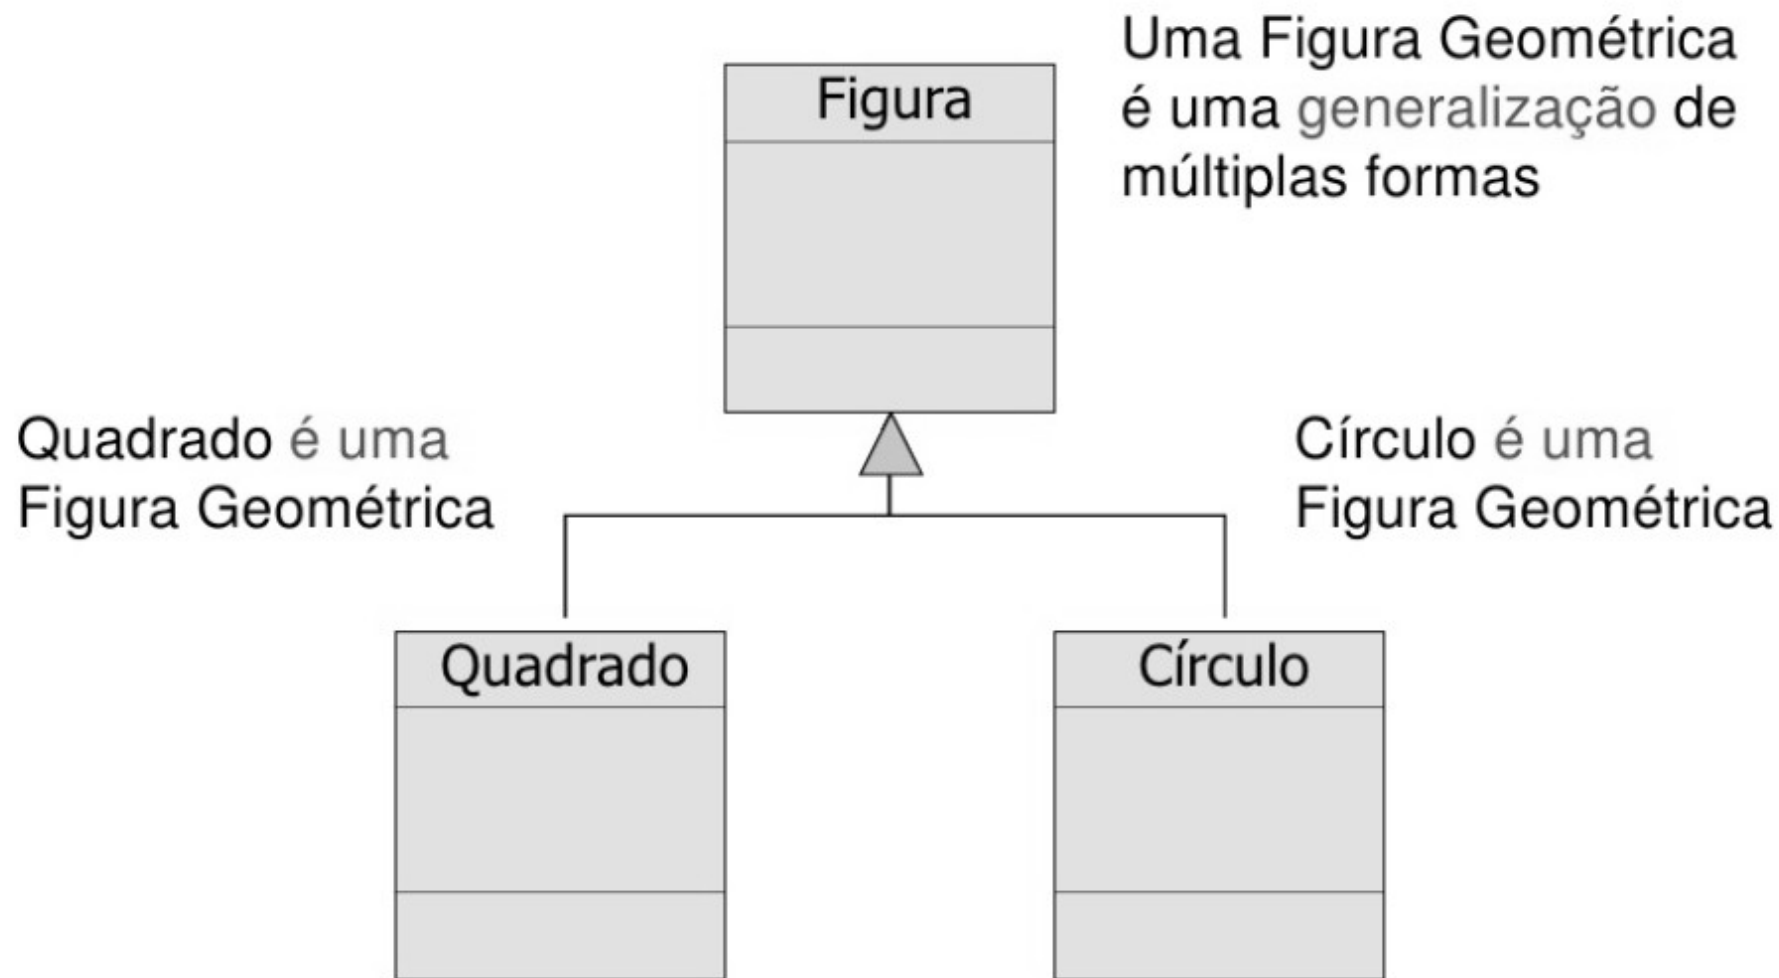 Uma Figura Geométrica
é uma generalização de
múltiplas formas
Figura
Quadrado é uma
Figura Geométrica
Círculo é uma
Figura Geométrica
Quadrado
Círculo